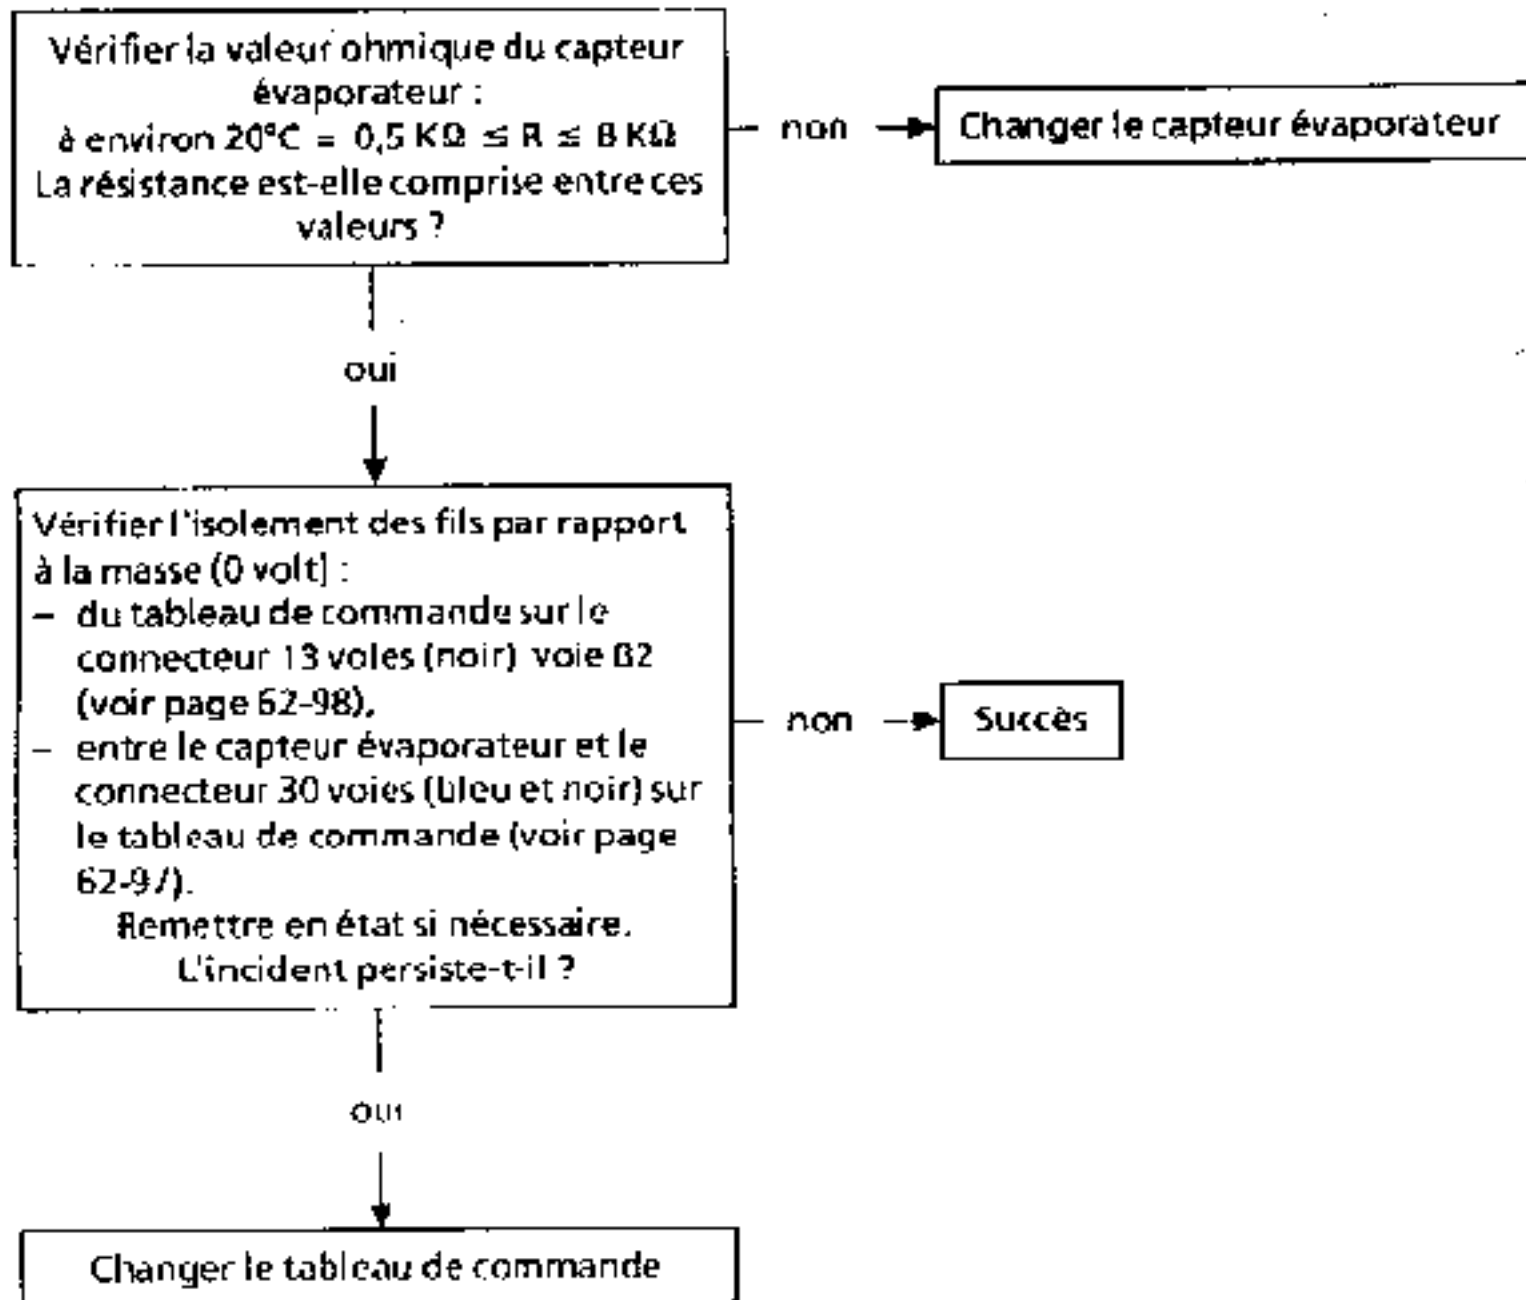 Vérifier la valeur ohmique du capteur
évaporateur :
à environ 20°C = 0,5 KΩ ≤ R ≤ 8 KΩ
La résistance est-elle comprise entre ces
valeurs ?
non
Changer le capteur évaporateur
oui
Vérifier l'isolement des fils par rapport
à la masse (0 volt) :
– du tableau de commande sur le
connecteur 13 voies (noir) voie B2
(voir page 62-98),
– entre le capteur évaporateur et le
connecteur 30 voies (bleu et noir) sur
le tableau de commande (voir page
62-97).
Remettre en état si nécessaire.
L'incident persiste-t-il ?
non
Succès
oui
Changer le tableau de commande